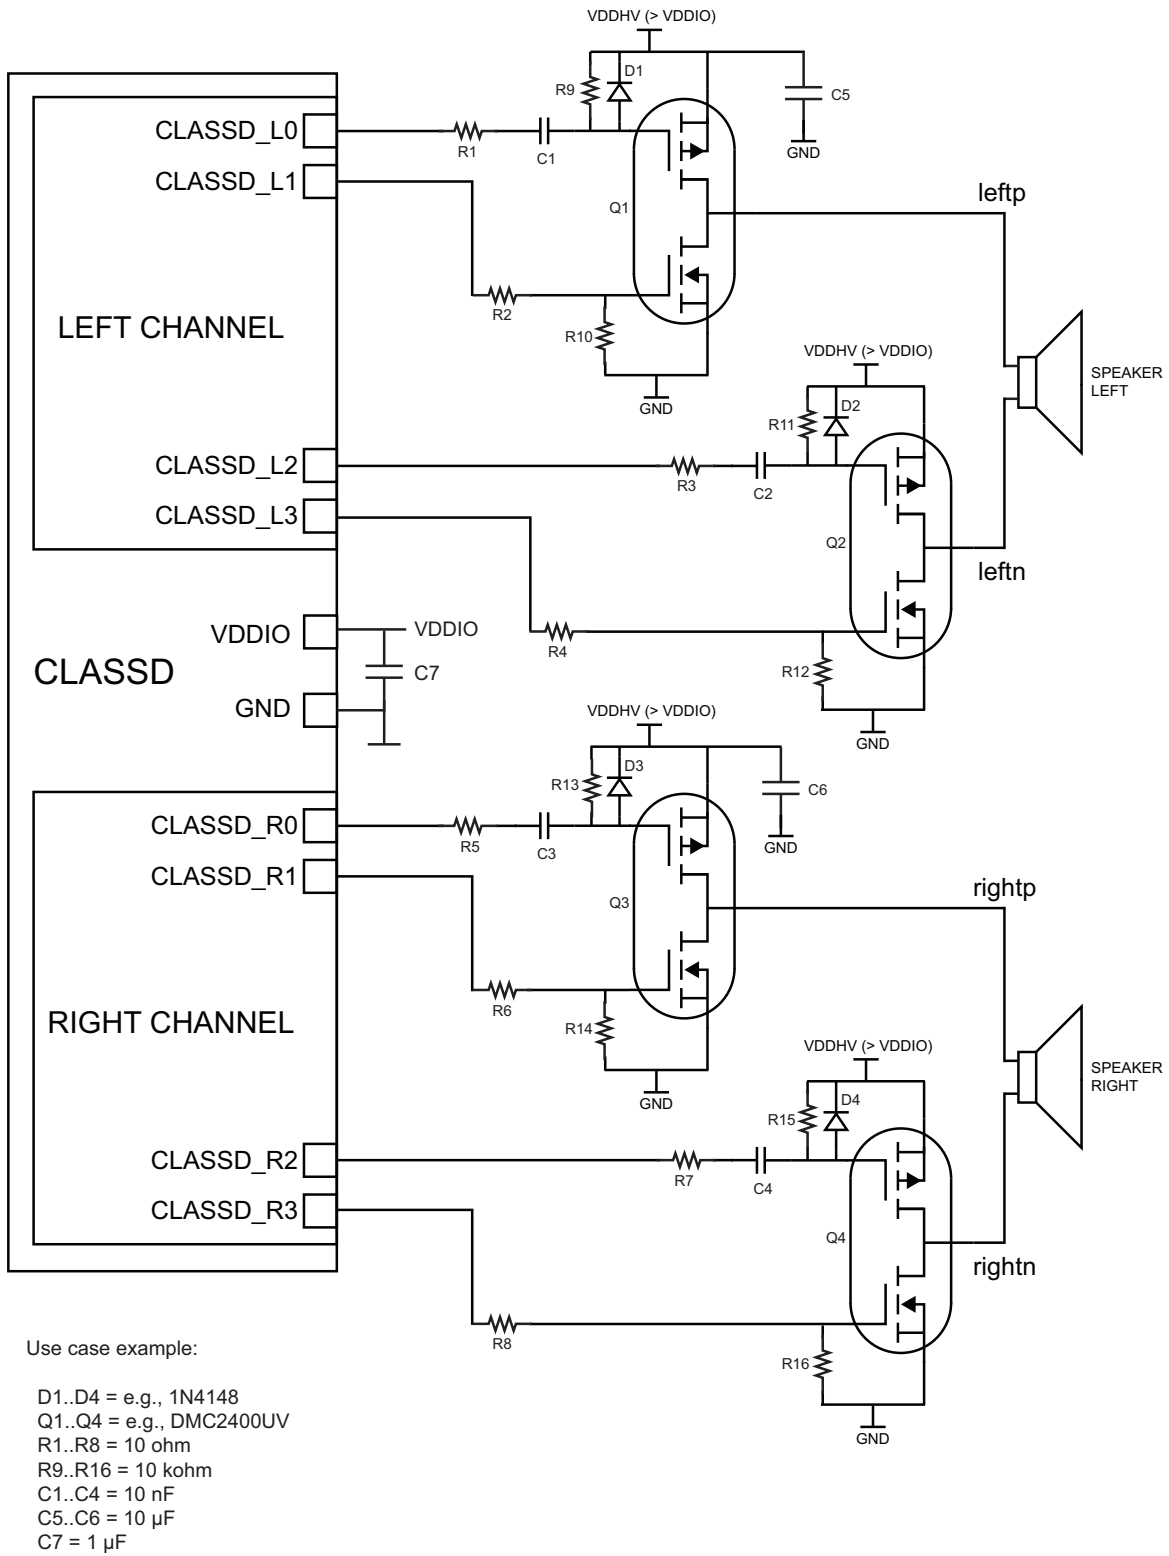 VDDHV (> VDDIO)
D1
R9
C5
CLASSD_L0
R1
C1
GND
CLASSD_L1
leftp
Q1
R2
LEFT CHANNEL
R10
VDDHV (> VDDIO)
SPEAKER
LEFT
GND
D2
R11
CLASSD_L2
R3
C2
CLASSD_L3
Q2
leftn
VDDIO
VDDIO
R4
CLASSD
C7
R12
GND
VDDHV (> VDDIO)
GND
D3
R13
C6
CLASSD_R0
R5
C3
GND
CLASSD_R1
rightp
Q3
R6
RIGHT CHANNEL
R14
VDDHV (> VDDIO)
SPEAKER
RIGHT
GND
D4
R15
CLASSD_R2
R7
C4
CLASSD_R3
Q4
rightn
R8
Use case example:
R16
D1..D4 = e.g., 1N4148
Q1..Q4 = e.g., DMC2400UV
GND
R1..R8 = 10 ohm
R9..R16 = 10 kohm
C1..C4 = 10 nF
C5..C6 = 10 µF
C7 = 1 µF